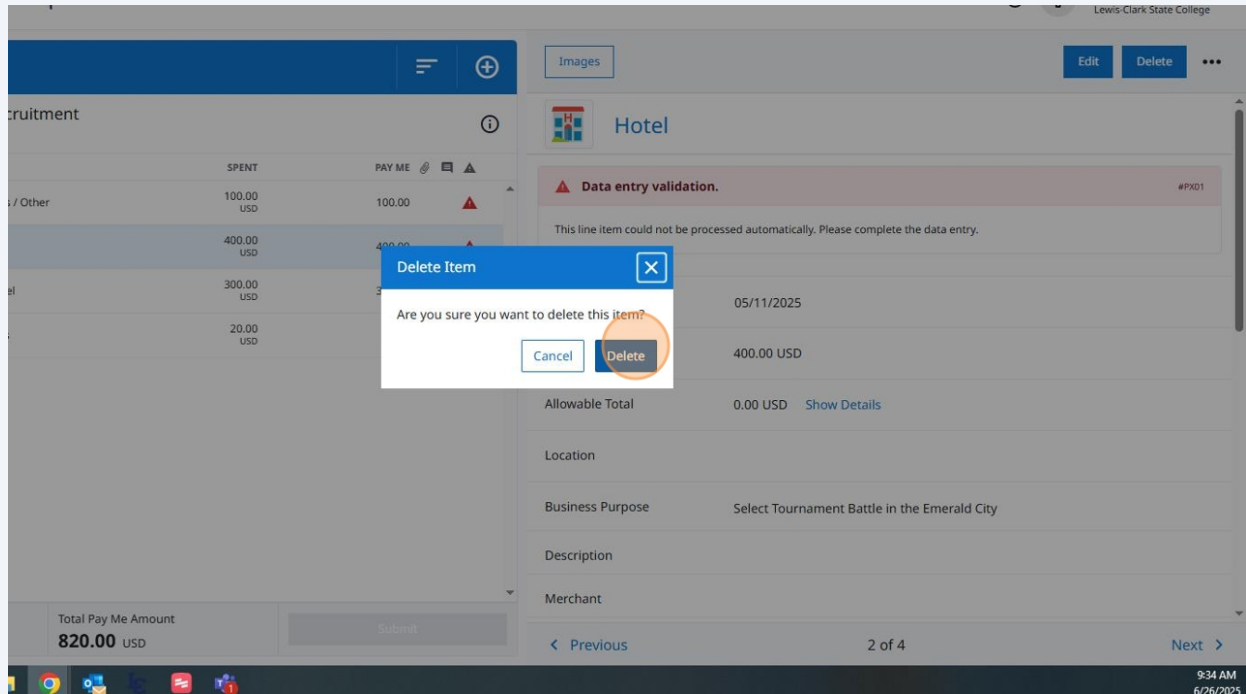 Lewis-Clark State College
Images
Edit
Delete
cruitment
Hotel
SPENT
PAY ME
Data entry validation.
#PX01
s / Other
100.00
USD
100.00
This line item could not be processed automatically. Please complete the data entry.
400.00
USD
400.00
Delete Item
el
300.00
USD
3
Are you sure you want to delete this item?
05/11/2025
20.00
USD
Cancel
Delete
400.00 USD
Allowable Total
0.00 USD
Show Details
Location
Business Purpose
Select Tournament Battle in the Emerald City
Description
Merchant
Total Pay Me Amount
820.00 USD
Submit
Previous
2 of 4
Next
9:34 AM
6/26/2025